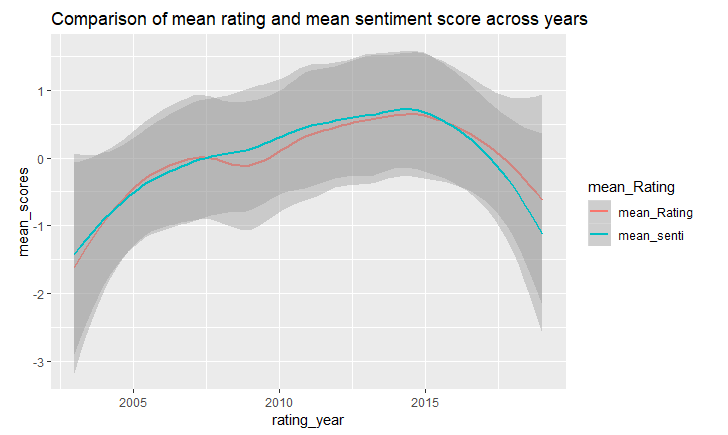 Comparison of mean rating and mean sentiment score across years
mean_scores
1
0
-1
-2
-3
2005
2010
2015
rating_year
mean_Rating
mean_Rating
mean_senti